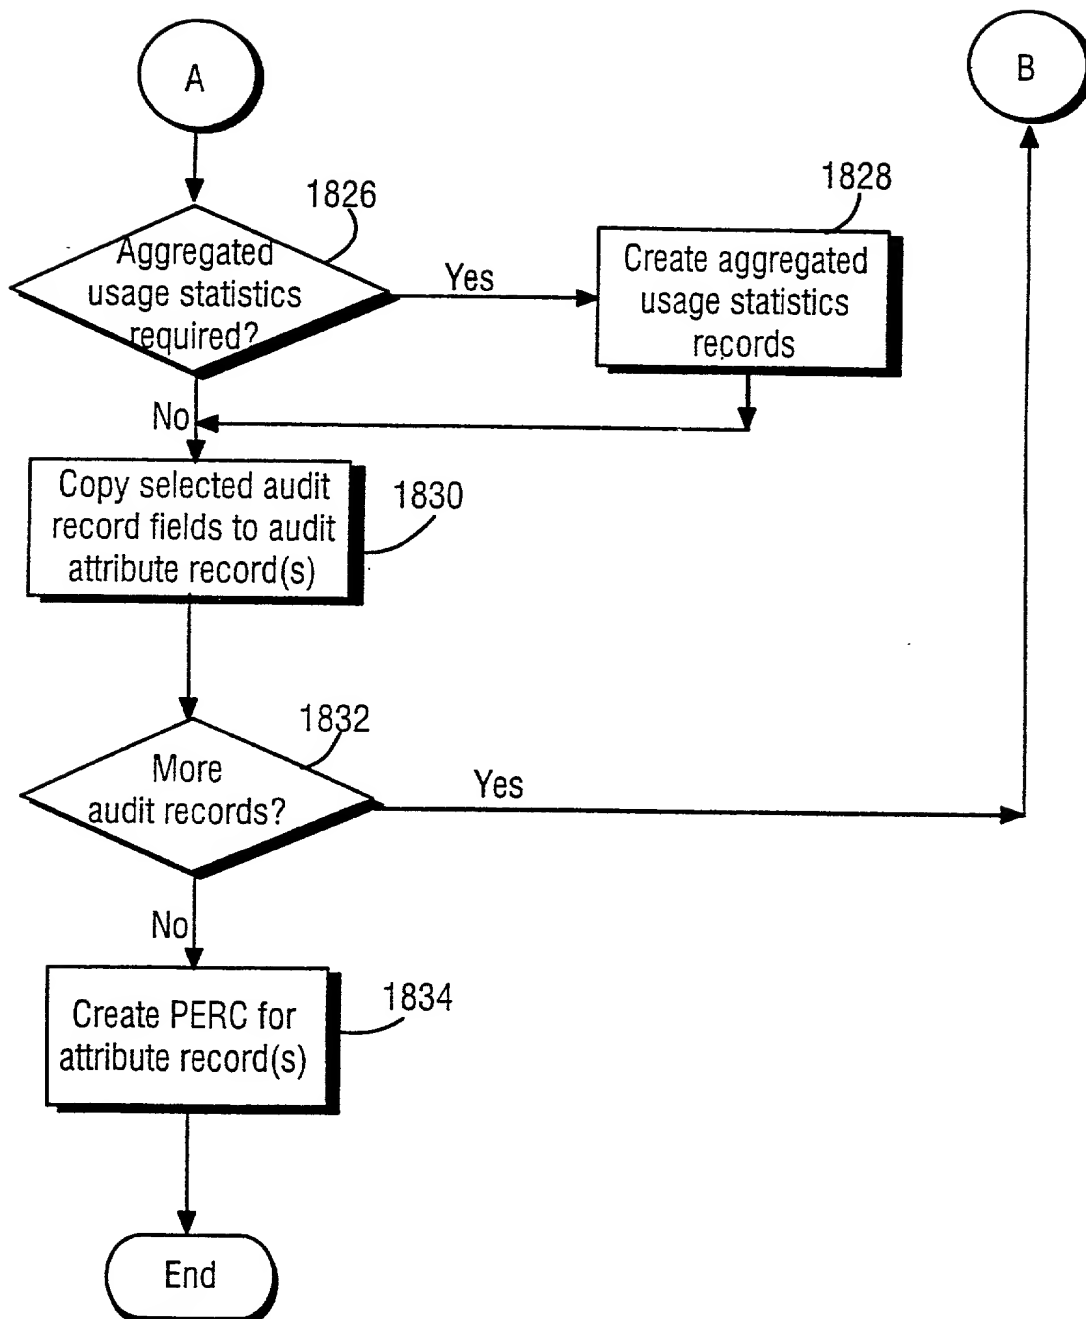 A
B
1826
1828
Aggregated
usage statistics
required?
Yes
Create aggregated
usage statistics
records
No
Copy selected audit
record fields to audit
attribute record(s)
1830
1832
More
audit records?
Yes
No
Create PERC for
attribute record(s)
1834
End